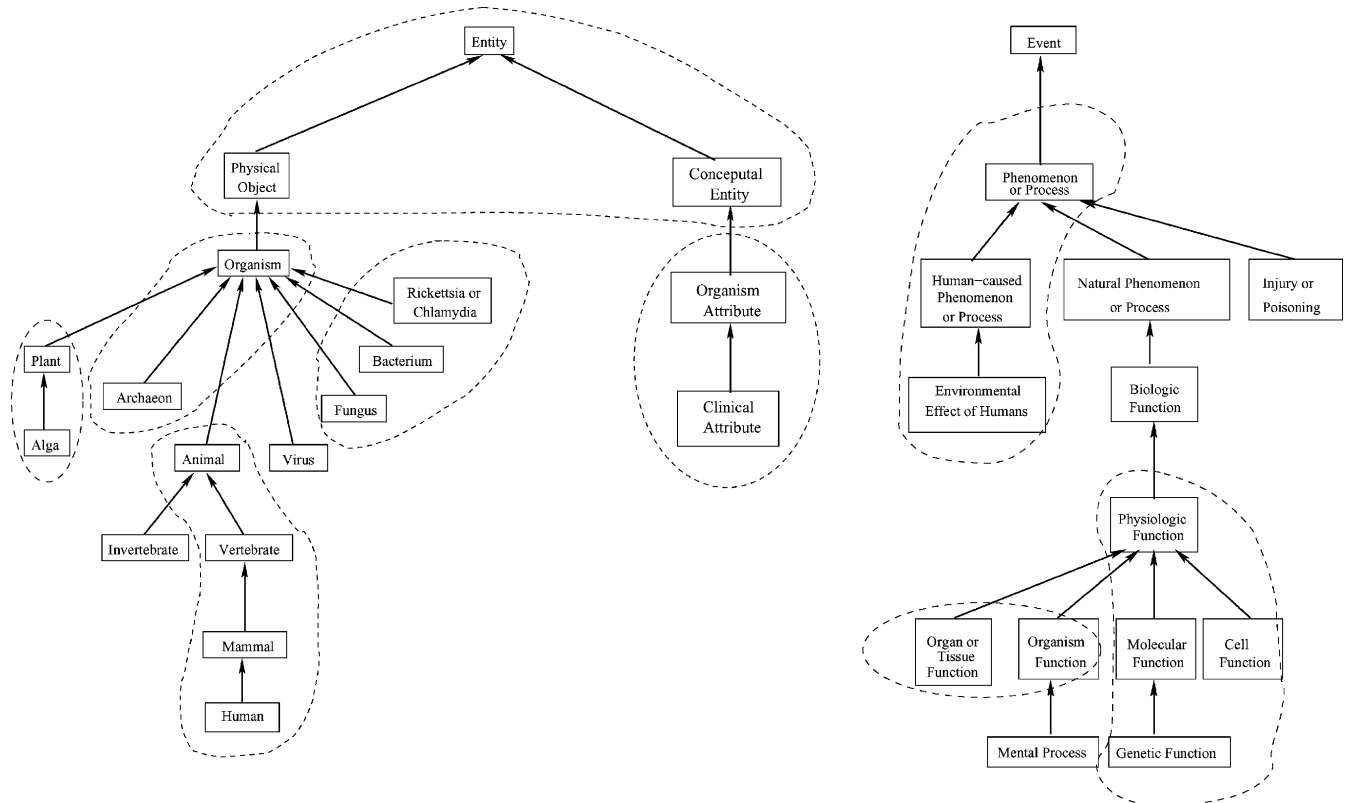 Entity
Physical
Object
Conceputal
Entity
Organism
Rickettsia or
Chlamydia
Plant
Bacterium
Archaeon
Fungus
Alga
Animal
Virus
Invertebrate
Vertebrate
Mammal
Human
Organism
Attribute
Clinical
Attribute
Event
Phenomenon
or Process
Human-caused
Phenomenon
or Process
Natural Phenomenon
or Process
Injury or
Poisoning
Environmental
Effect of Humans
Biologic
Function
Physiologic
Function
Organ or
Tissue
Function
Organism
Function
Molecular
Function
Cell
Function
Mental Process
Genetic Function